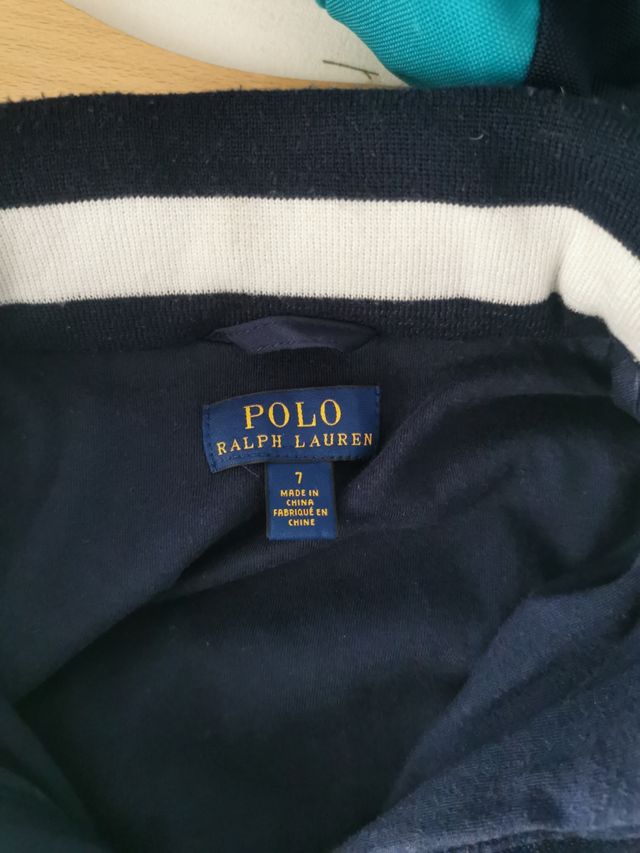 POLO
RALPH LAUREN
7
MADE IN
CHINA
FABRIQUÉ EN
CHINE